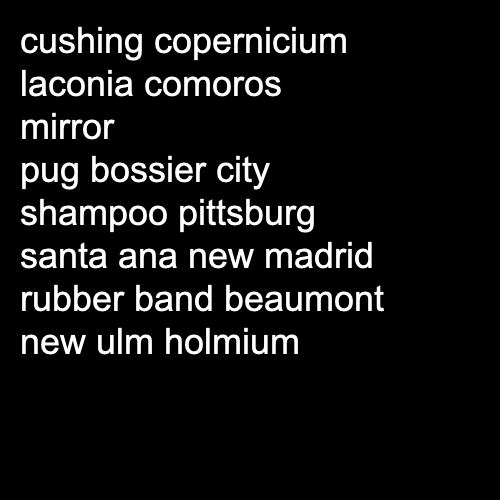 cushing copernicium
laconia comoros
mirror
pug bossier city
shampoo pittsburg
santa ana new madrid
rubber band beaumont
new ulm holmium